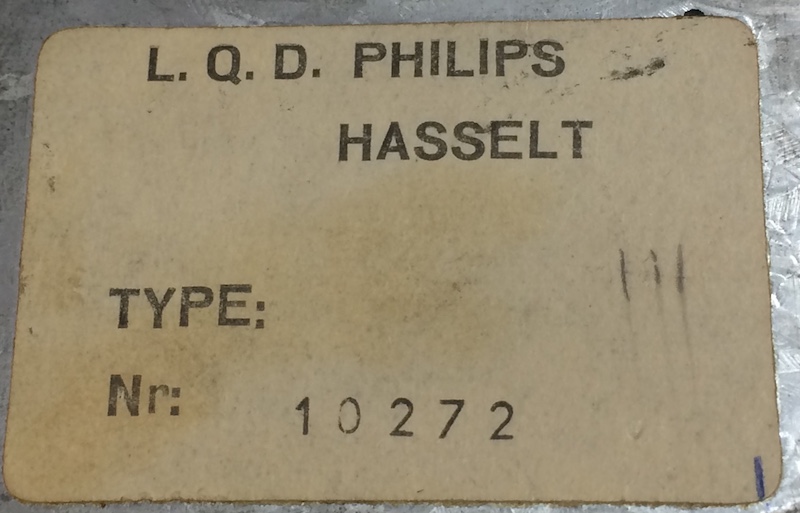 L. Q. D. PHILIPS
HASSELT
TYPE:
Nr: 10272